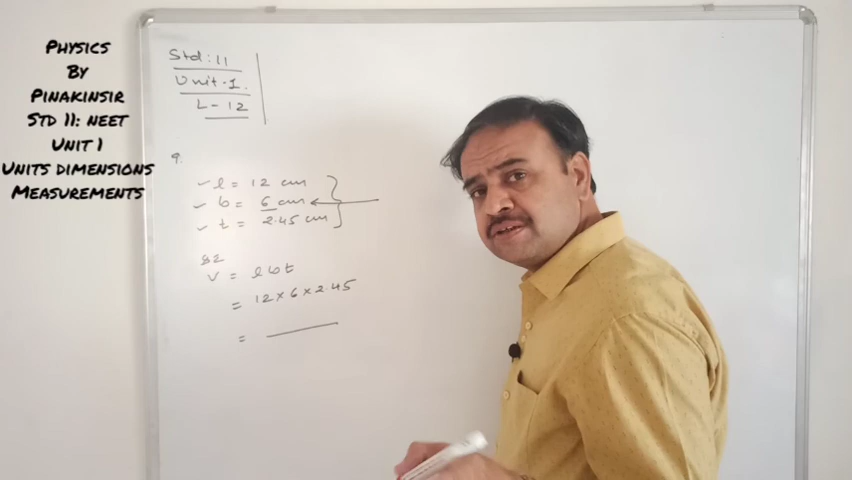 PHYSICS
BY
PINAKINSIR
STD 11: NEET
UNIT 1
UNITS DIMENSIONS
MEASUREMENTS
Std: 11
Unit-1.
L-12
9.
✓ l = 12 cm
✓ b = 6 cm
✓ t = 2.45 cm
V = l b t
= 12 × 6 × 2.45
=